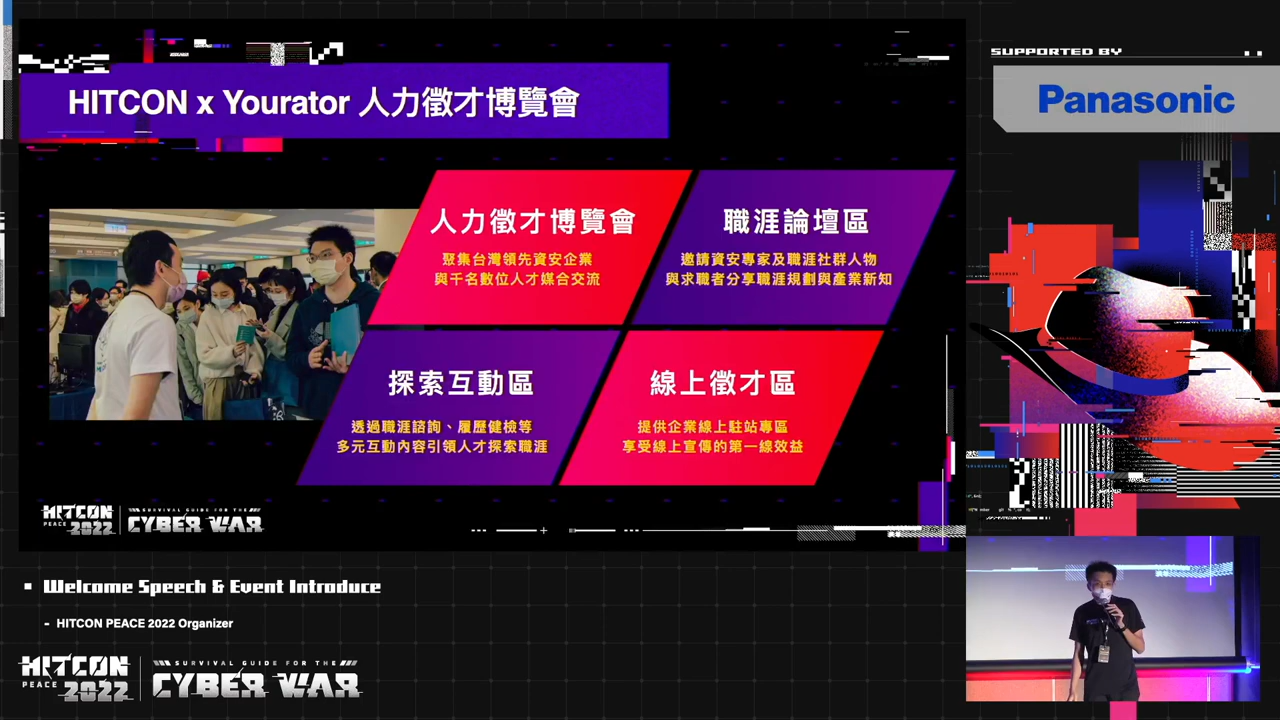 HITCON x Yourator 人力徵才博覽會
人力徵才博覽會
聚集台灣領先資安企業
與千名數位人才媒合交流
職涯論壇區
邀請資安專家及職涯社群人物
與求職者分享職涯規劃與產業新知
探索互動區
透過職涯諮詢、履歷健檢等
多元互動內容引領人才探索職涯
線上徵才區
提供企業線上駐站專區
享受線上宣傳的第一線效益
HITCON
PEACE 2022
SURVIVAL GUIDE FOR THE
CYBER WAR
SUPPORTED BY
Panasonic
Welcome Speech & Event Introduce
- HITCON PEACE 2022 Organizer
HITCON
PEACE 2022
SURVIVAL GUIDE FOR THE
CYBER WAR